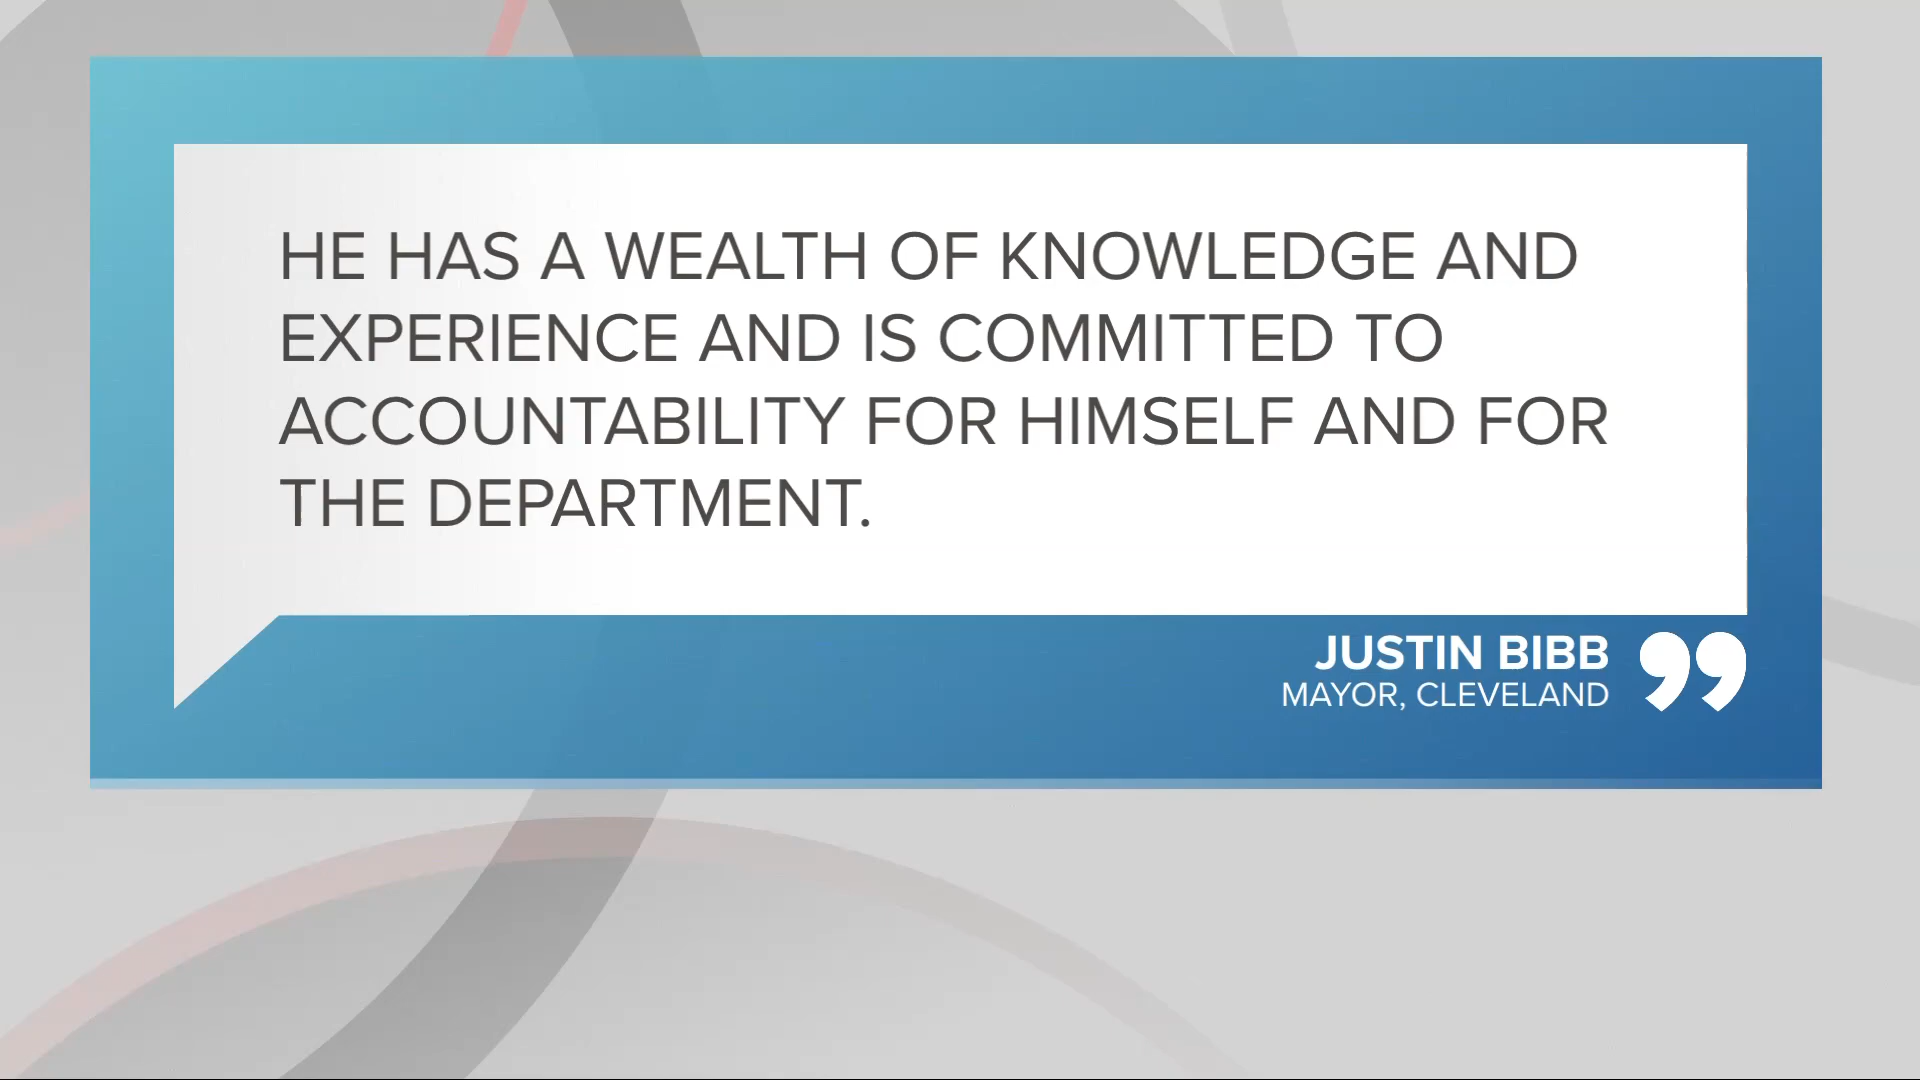 HE HAS A WEALTH OF KNOWLEDGE AND
EXPERIENCE AND IS COMMITTED TO
ACCOUNTABILITY FOR HIMSELF AND FOR
THE DEPARTMENT.
JUSTIN BIBB
MAYOR, CLEVELAND